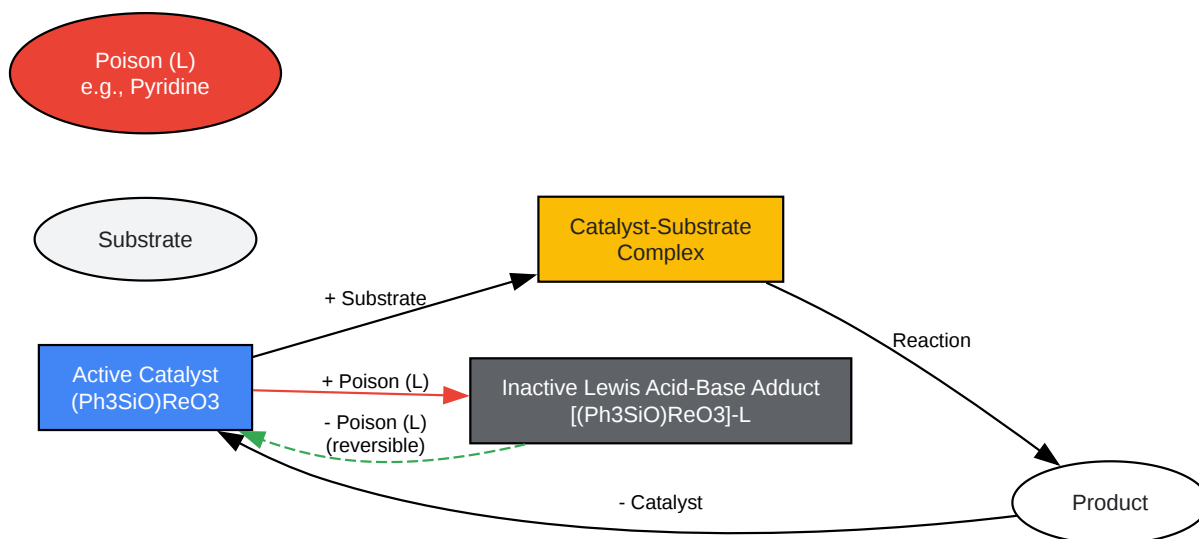 Poison (L)
e.g., Pyridine
Substrate
Catalyst-Substrate
Complex
+ Substrate
Reaction
Active Catalyst
(Ph3SiO)ReO3
+ Poison (L)
Inactive Lewis Acid-Base Adduct
[(Ph3SiO)ReO3]-L
- Poison (L)
(reversible)
- Catalyst
Product